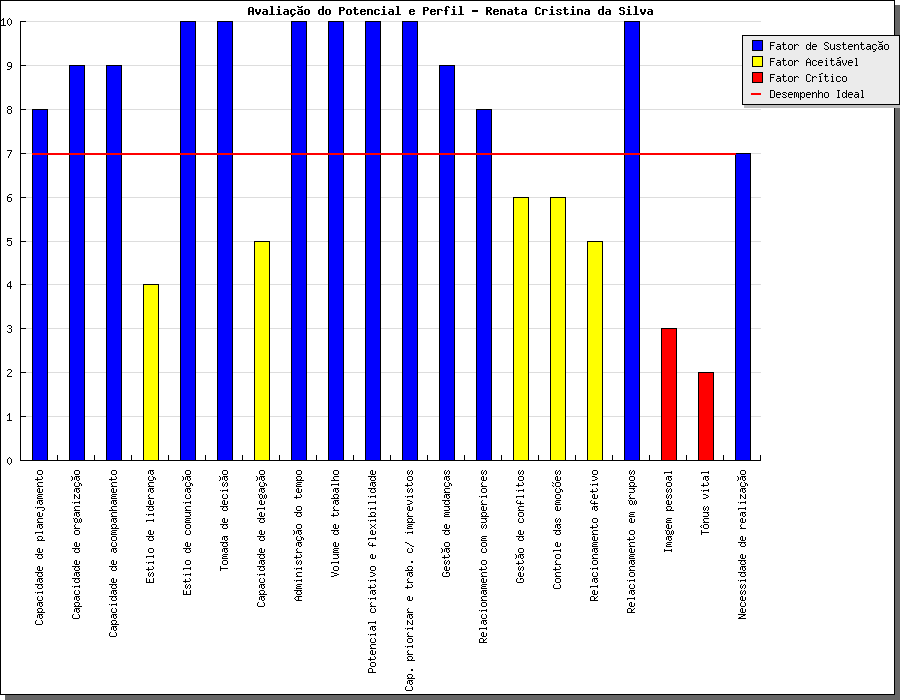 Avaliação do Potencial e Perfil - Renata Cristina da Silva
Fator de Sustentação
Fator Aceitável
Fator Crítico
Desempenho Ideal
10
9
8
7
6
5
4
3
2
1
0
Capacidade de planejamento
Capacidade de organização
Capacidade de acompanhamento
Estilo de liderança
Estilo de comunicação
Tomada de decisão
Capacidade de delegação
Administração do tempo
Volume de trabalho
Potencial criativo e flexibilidade
Cap. priorizar e trab. c/ imprevistos
Gestão de mudanças
Relacionamento com superiores
Gestão de conflitos
Controle das emoções
Relacionamento afetivo
Relacionamento em grupos
Imagem pessoal
Tônus vital
Necessidade de realização